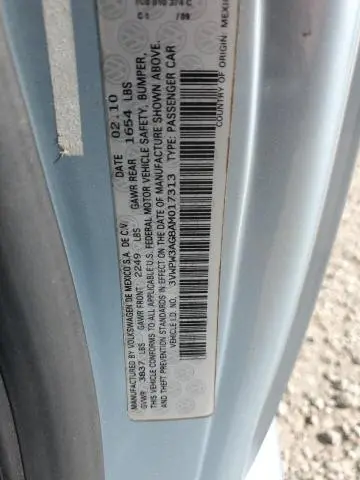 MANUFACTURED BY VOLKSWAGEN DE MEXICO S.A. DE C.V. DATE 02.10
GVWR 3837 LBS GAWR FRONT 2249 LBS GAWR REAR 1654 LBS
THIS VEHICLE CONFORMS TO ALL APPLICABLE U.S. FEDERAL MOTOR VEHICLE SAFETY, BUMPER,
AND THEFT PREVENTION STANDARDS IN EFFECT ON THE DATE OF MANUFACTURE SHOWN ABOVE.
VEHICLE I.D. NO. : 3VWPW3AG8AM017313 TYPE: PASSENGER CAR
COUNTRY OF ORIGIN: MEXI